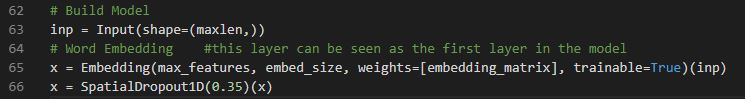 62 # Build Model
63 inp = Input(shape=(maxlen,))
64 # Word Embedding    #this layer can be seen as the first layer in the model
65 x = Embedding(max_features, embed_size, weights=[embedding_matrix], trainable=True)(inp)
66 x = SpatialDropout1D(0.35)(x)